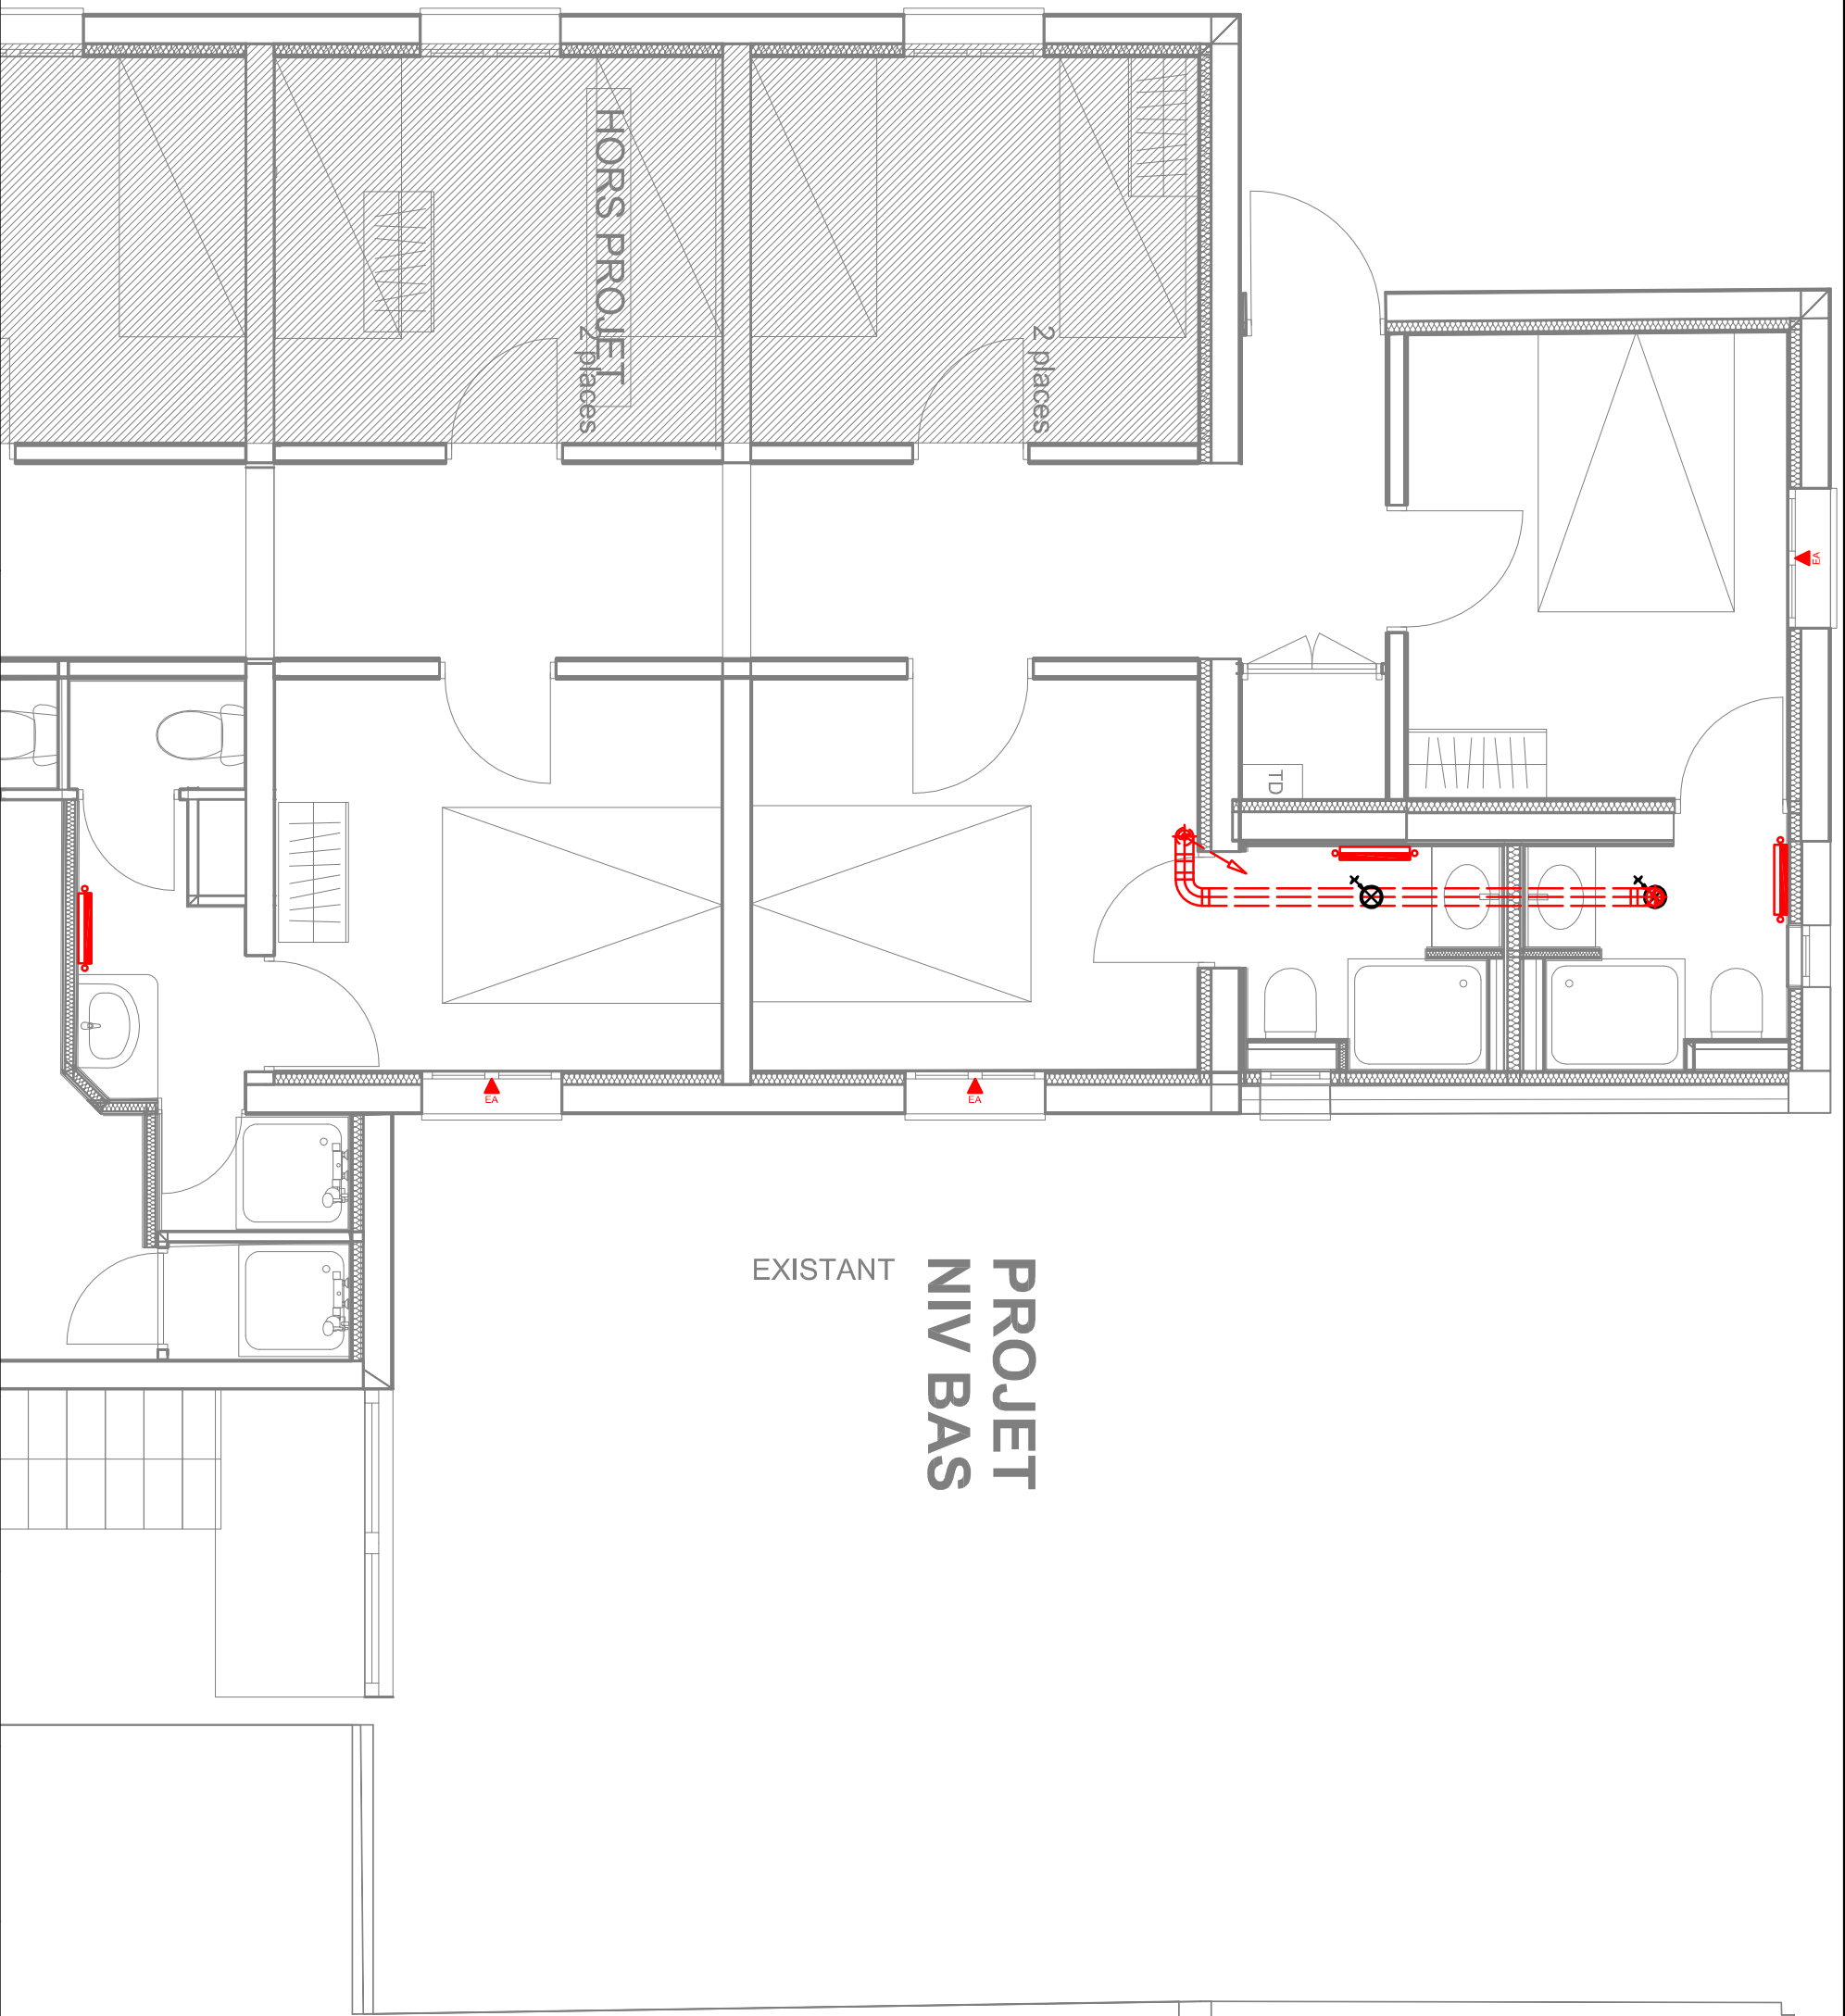 HORS PROJET
2 places
2 places
EA
TD
EA
EA
EXISTANT
PROJET
NIV BAS